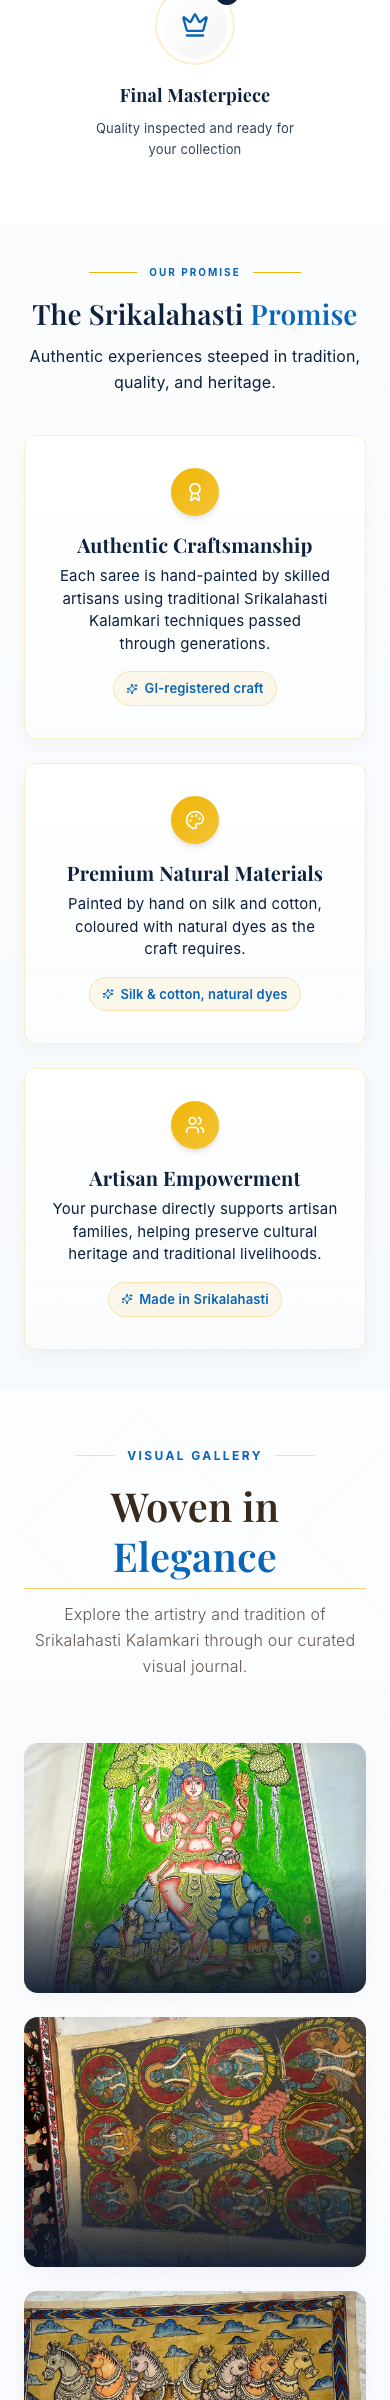 Final Masterpiece
Quality inspected and ready for
your collection
OUR PROMISE
The Srikalahasti Promise
Authentic experiences steeped in tradition,
quality, and heritage.
Authentic Craftsmanship
Each saree is hand-painted by skilled
artisans using traditional Srikalahasti
Kalamkari techniques passed
through generations.
GI-registered craft
Premium Natural Materials
Painted by hand on silk and cotton,
coloured with natural dyes as the
craft requires.
Silk & cotton, natural dyes
Artisan Empowerment
Your purchase directly supports artisan
families, helping preserve cultural
heritage and traditional livelihoods.
Made in Srikalahasti
VISUAL GALLERY
Woven in
Elegance
Explore the artistry and tradition of
Srikalahasti Kalamkari through our curated
visual journal.